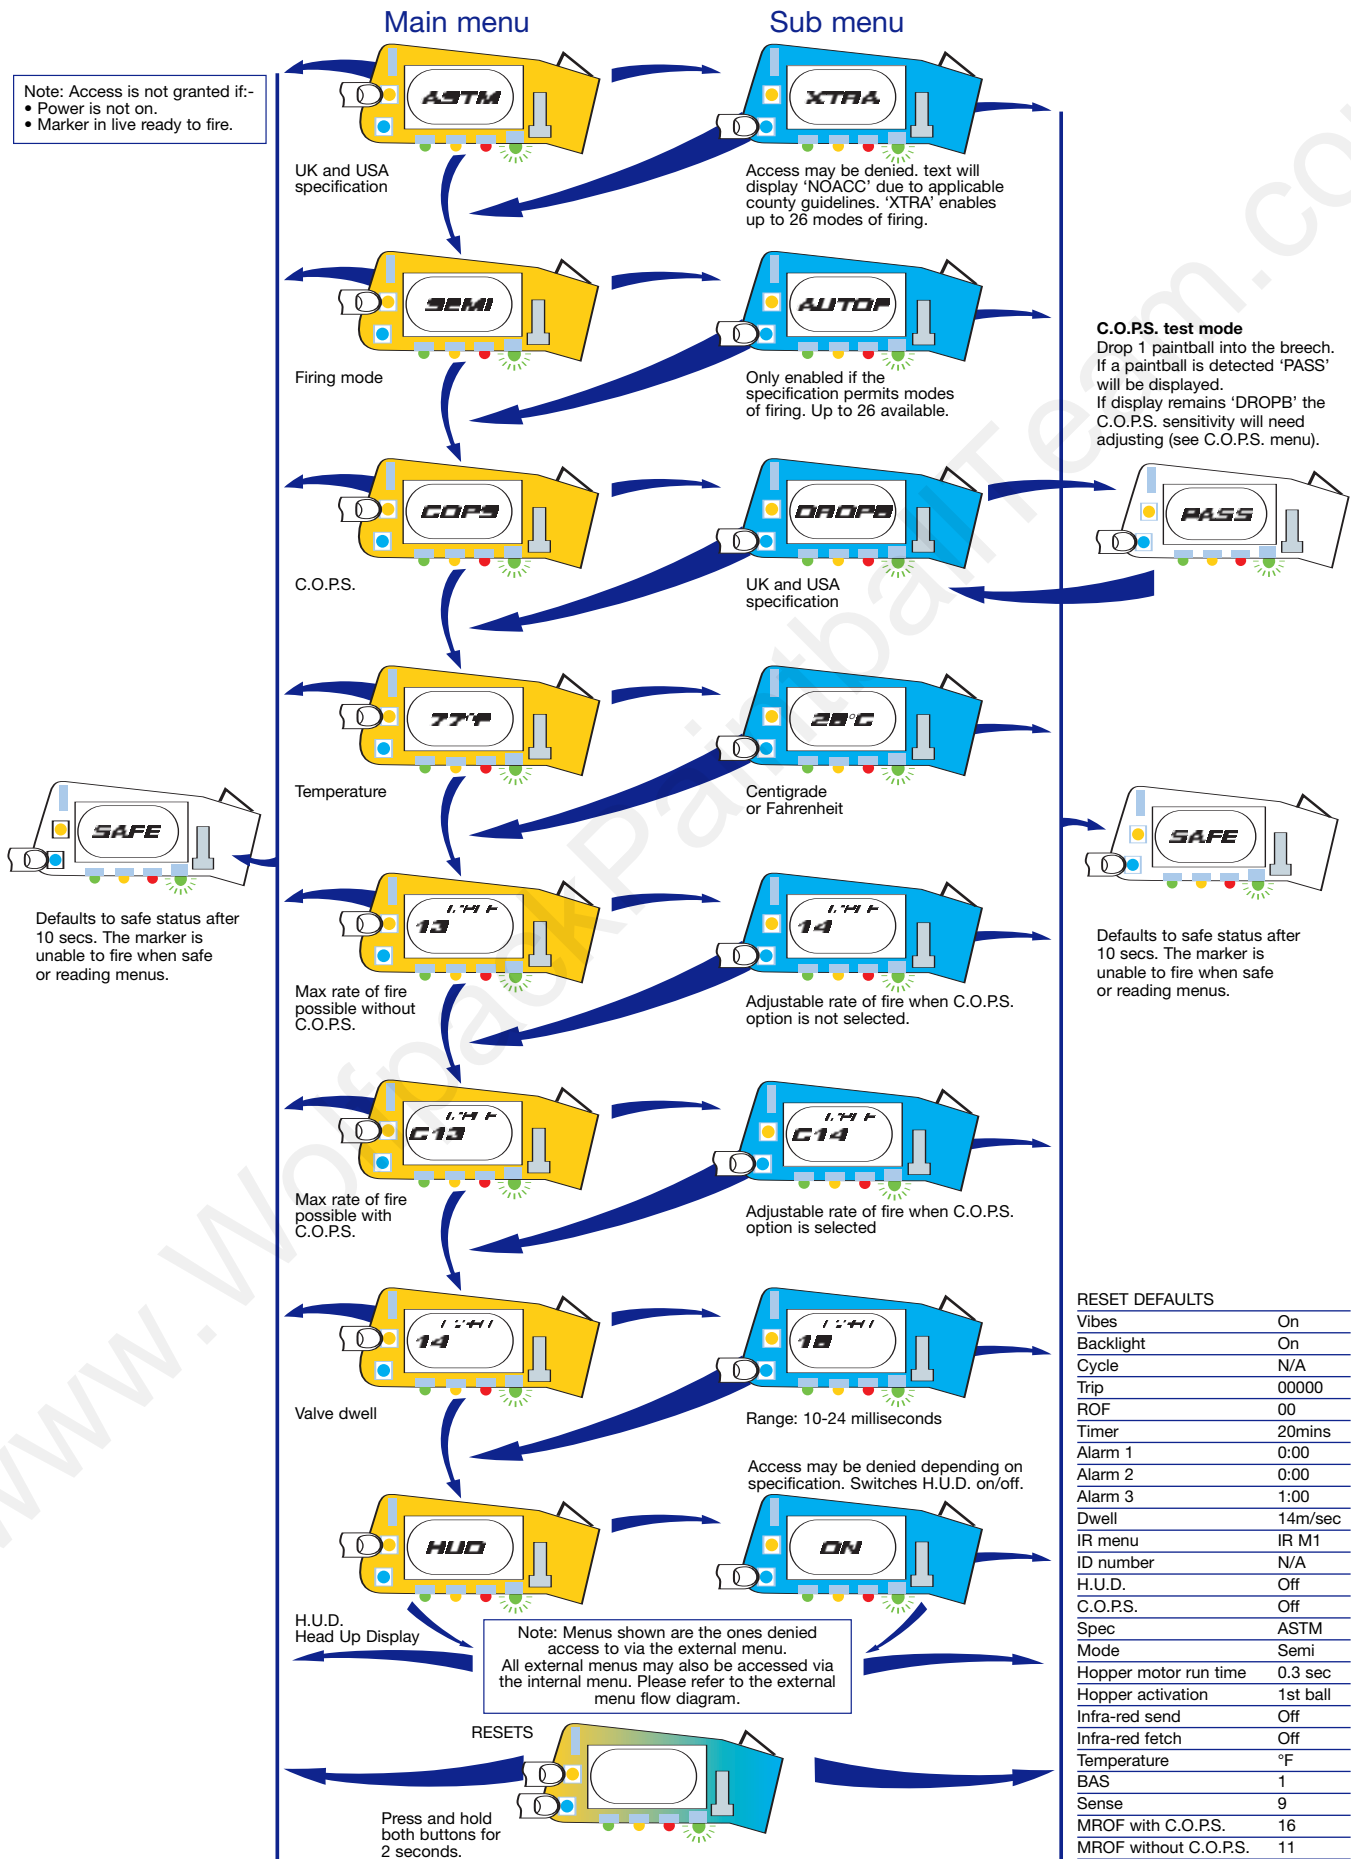 Main menu
Sub menu
Note: Access is not granted if:-
• Power is not on.
• Marker in live ready to fire.
ASTM
XTRA
UK and USA
specification
Access may be denied. text will
display ‘NOACC’ due to applicable
county guidelines. ‘XTRA’ enables
up to 26 modes of firing.
SEMI
AUTOF
Firing mode
Only enabled if the
specification permits modes
of firing. Up to 26 available.
C.O.P.S. test mode
Drop 1 paintball into the breech.
If a paintball is detected ‘PASS’
will be displayed.
If display remains ‘DROPB’ the
C.O.P.S. sensitivity will need
adjusting (see C.O.P.S. menu).
COPS
DROPB
PASS
C.O.P.S.
UK and USA
specification
77°F
°C
Temperature
Centigrade
or Fahrenheit
SAFE
Defaults to safe status after
10 secs. The marker is
unable to fire when safe
or reading menus.
SAFE
Defaults to safe status after
10 secs. The marker is
unable to fire when safe
or reading menus.
13
14
Max rate of fire
possible without
C.O.P.S.
Adjustable rate of fire when C.O.P.S.
option is not selected.
C13
C14
Max rate of fire
possible with
C.O.P.S.
Adjustable rate of fire when C.O.P.S.
option is selected
14
Valve dwell
Range: 10-24 milliseconds
Access may be denied depending on
specification. Switches H.U.D. on/off.
HUD
ON
H.U.D.
Head Up Display
Note: Menus shown are the ones denied
access to via the external menu.
All external menus may also be accessed via
the internal menu. Please refer to the external
menu flow diagram.
RESETS
Press and hold
both buttons for
2 seconds.
RESET DEFAULTS
Vibes On
Backlight On
Cycle N/A
Trip 00000
ROF 00
Timer 20mins
Alarm 1 0:00
Alarm 2 0:00
Alarm 3 1:00
Dwell 14m/sec
IR menu IR M1
ID number N/A
H.U.D. Off
C.O.P.S. Off
Spec ASTM
Mode Semi
Hopper motor run time 0.3 sec
Hopper activation 1st ball
Infra-red send Off
Infra-red fetch Off
Temperature °F
BAS 1
Sense 9
MROF with C.O.P.S. 16
MROF without C.O.P.S. 11
www.WolfpackPaintballTeam.co